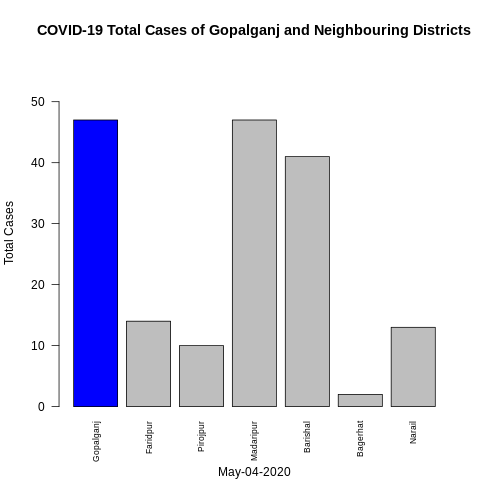 COVID-19 Total Cases of Gopalganj and Neighbouring Districts
Total Cases
50
40
30
20
10
0
Gopalganj
Faridpur
Pirojpur
Madaripur
Barishal
Bagerhat
Narail
May-04-2020